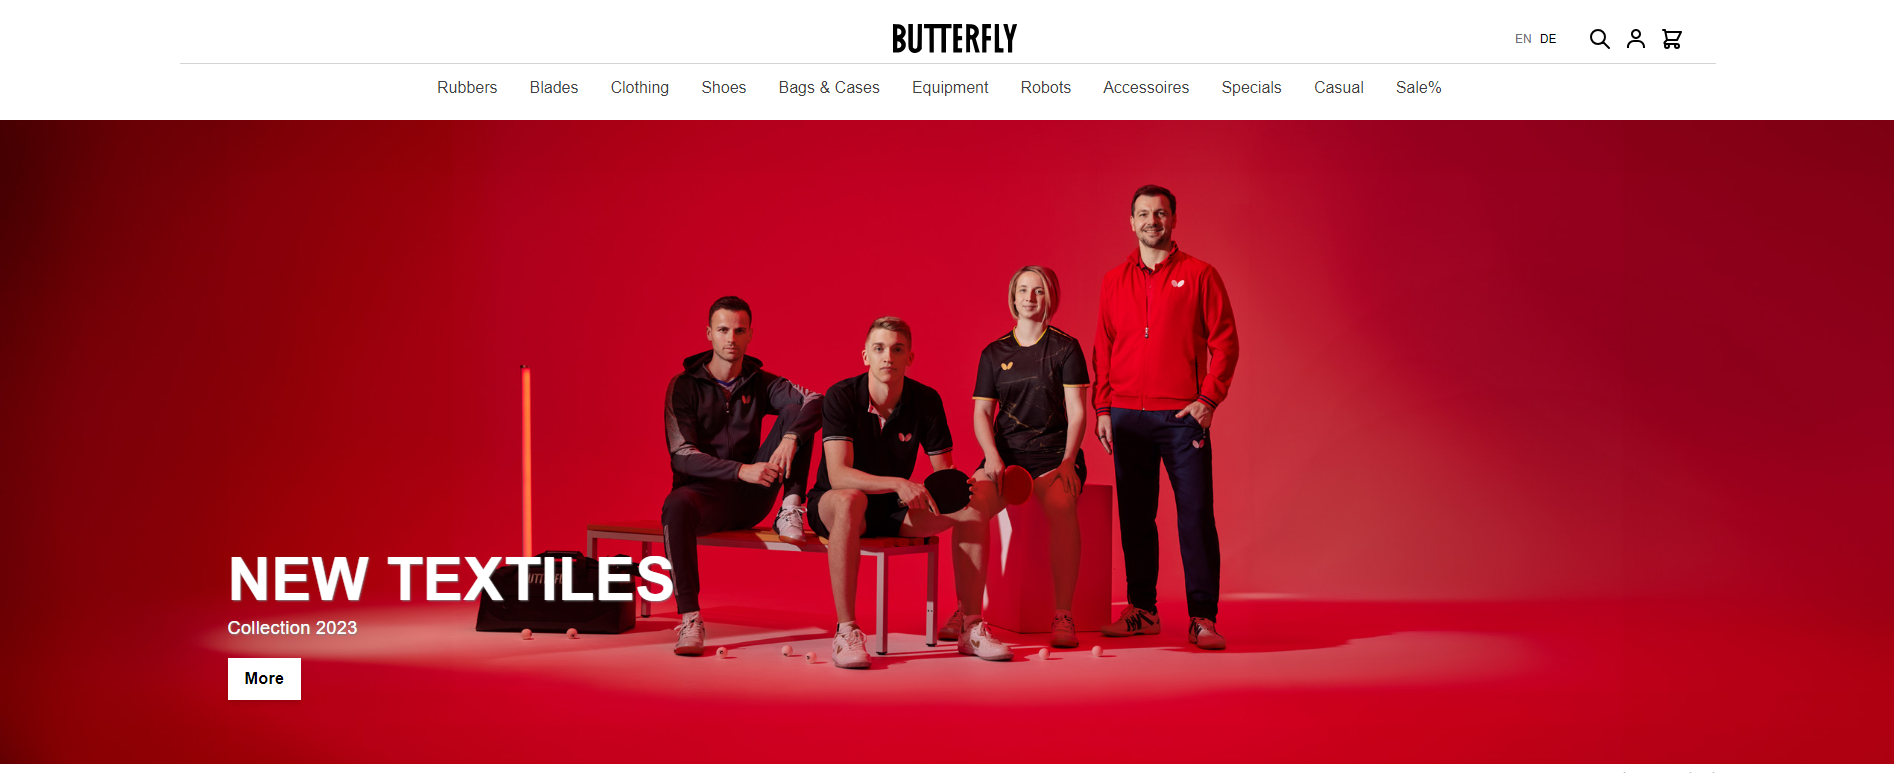 BUTTERFLY
EN DE
Rubbers Blades Clothing Shoes Bags & Cases Equipment Robots Accessoires Specials Casual Sale%
NEW TEXTILES
Collection 2023
More